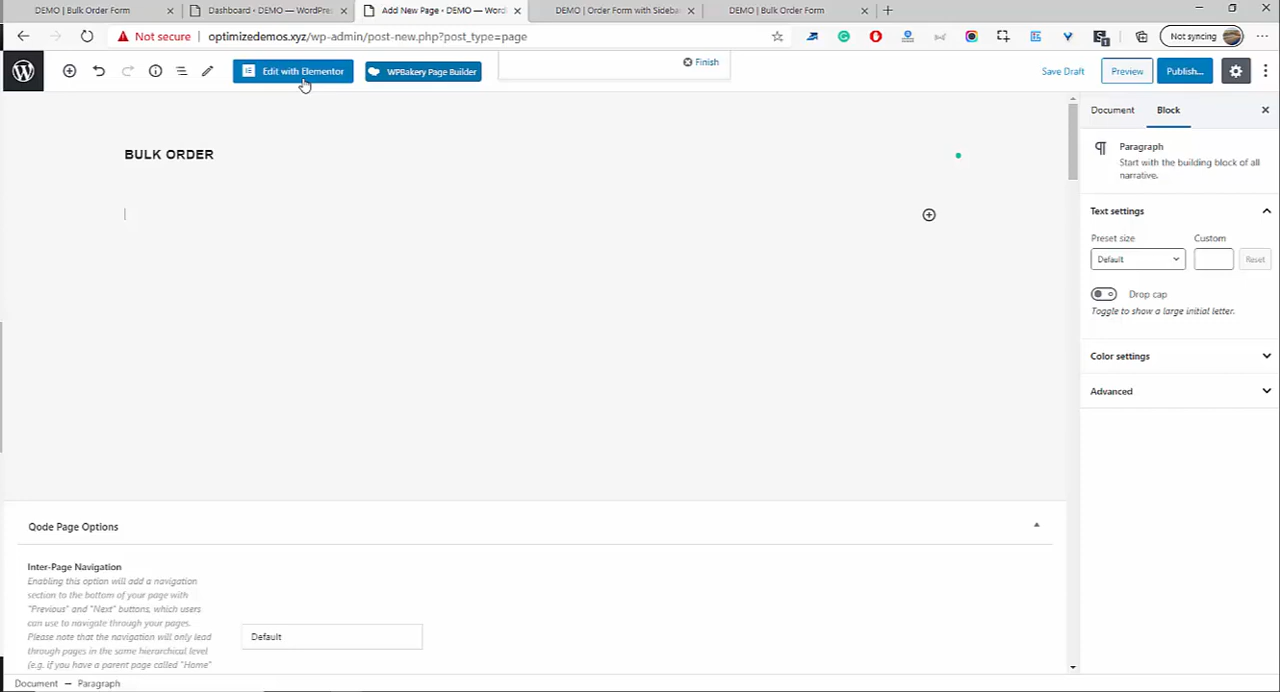 DEMO | Bulk Order Form
Dashboard ‹ DEMO — WordPres
Add New Page ‹ DEMO — Word
DEMO | Order Form with Sideba
DEMO | Bulk Order Form
Not secure | optimizedemos.xyz/wp-admin/post-new.php?post_type=page
Not syncing
Edit with Elementor
WPBakery Page Builder
Finish
Save Draft
Preview
Publish...
Document
Block
BULK ORDER
Paragraph
Start with the building block of all
narrative.
Text settings
Preset size
Custom
Default
Reset
Drop cap
Toggle to show a large initial letter.
Color settings
Advanced
Qode Page Options
Inter-Page Navigation
Enabling this option will add a navigation
section to the bottom of your page with
"Previous" and "Next" buttons, which users
can use to navigate through your pages.
Please note that the navigation will only lead
through pages in the same hierarchical level
(e.g. if you have a parent page called "Home"
Default
Document — Paragraph